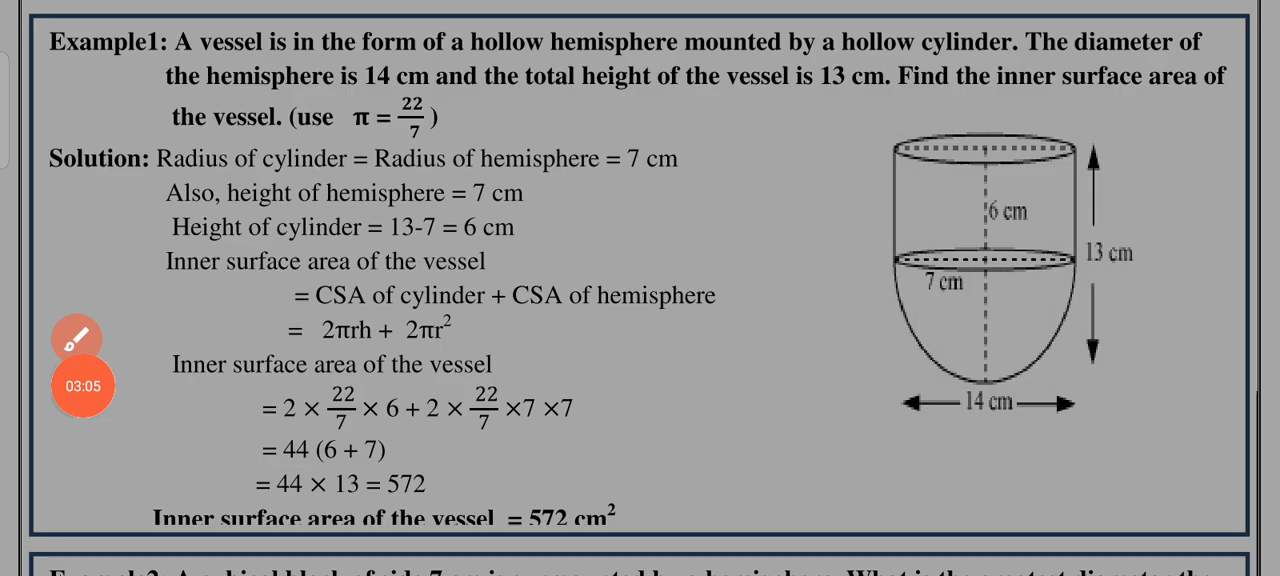 Example1: A vessel is in the form of a hollow hemisphere mounted by a hollow cylinder. The diameter of
the hemisphere is 14 cm and the total height of the vessel is 13 cm. Find the inner surface area of
the vessel. (use π = 22/7)
Solution: Radius of cylinder = Radius of hemisphere = 7 cm
Also, height of hemisphere = 7 cm
Height of cylinder = 13-7 = 6 cm
Inner surface area of the vessel
= CSA of cylinder + CSA of hemisphere
= 2πrh + 2πr²
Inner surface area of the vessel
= 2 × 22/7 × 6 + 2 × 22/7 ×7 ×7
= 44 (6 + 7)
= 44 × 13 = 572
Inner surface area of the vessel = 572 cm²
6 cm
13 cm
7 cm
14 cm
03:05